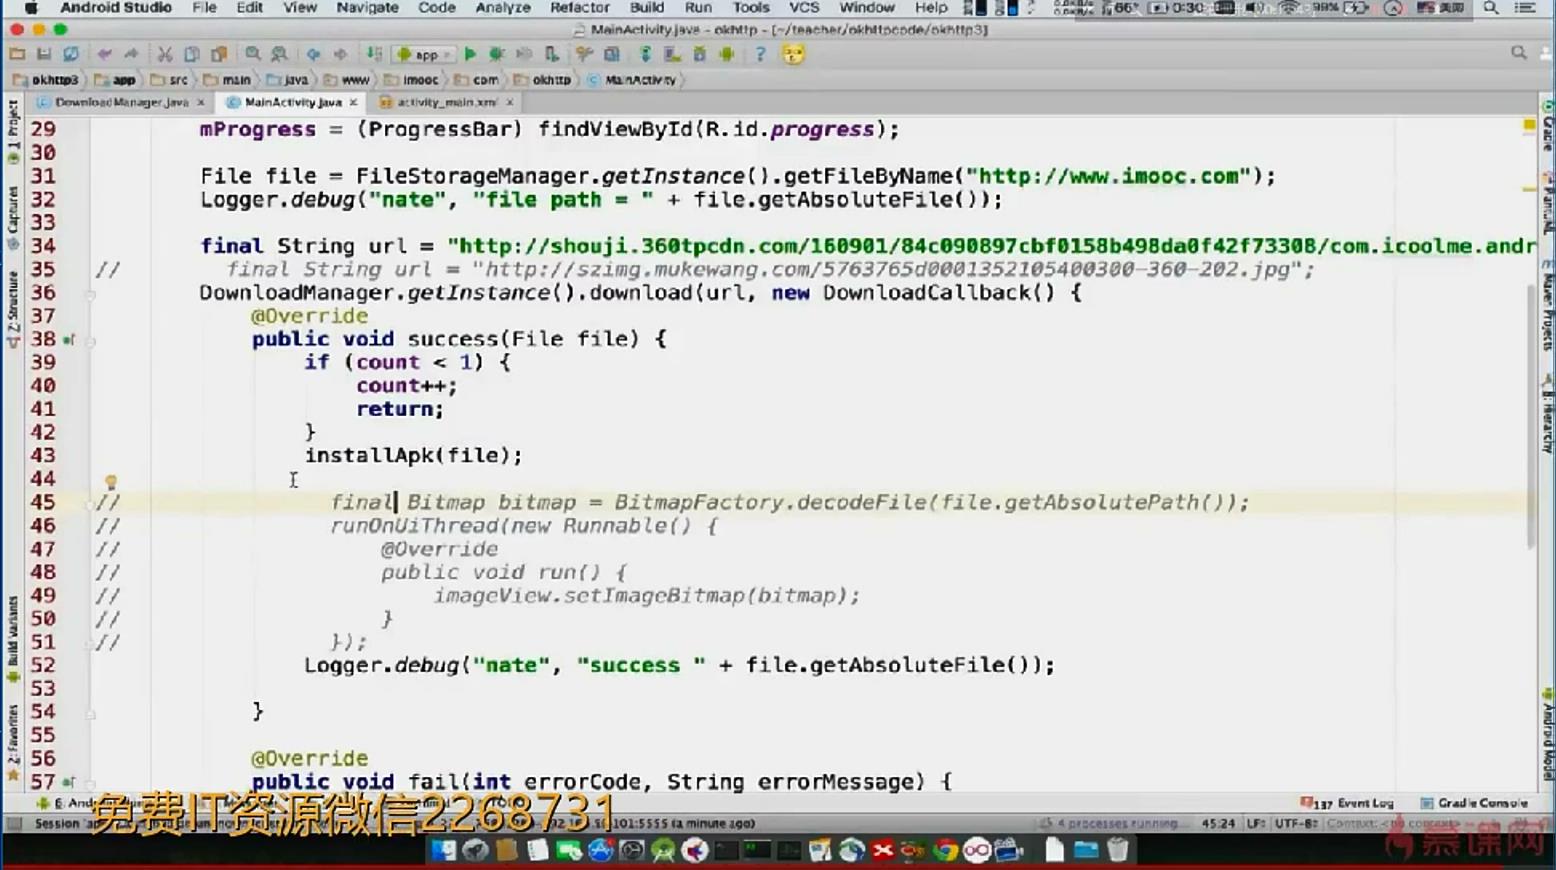 Android Studio File Edit View Navigate Code Analyze Refactor Build Run Tools VCS Window Help 66° 0:30 99% 美国
MainActivity.java - okhttp - [~/teacher/okhttpcode/okhttp3]
app
okhttp3 app src main java www imooc com okhttp MainActivity
DownloadManager.java MainActivity.java activity_main.xml
1: Project
Captures
Z: Structure
Build Variants
2: Favorites
29 mProgress = (ProgressBar) findViewById(R.id.progress);
30
31 File file = FileStorageManager.getInstance().getFileByName("http://www.imooc.com");
32 Logger.debug("nate", "file path = " + file.getAbsoluteFile());
33
34 final String url = "http://shouji.360tpcdn.com/160901/84c090897cbf0158b498da0f42f73308/com.icoolme.andr
35 // final String url = "http://szimg.mukewang.com/5763765d0001352105400300-360-202.jpg";
36 DownloadManager.getInstance().download(url, new DownloadCallback() {
37 @Override
38 public void success(File file) {
39 if (count < 1) {
40 count++;
41 return;
42 }
43 installApk(file);
44
45 // final Bitmap bitmap = BitmapFactory.decodeFile(file.getAbsolutePath());
46 // runOnUiThread(new Runnable() {
47 // @Override
48 // public void run() {
49 // imageView.setImageBitmap(bitmap);
50 // }
51 // });
52 Logger.debug("nate", "success " + file.getAbsoluteFile());
53
54 }
55
56 @Override
57 public void fail(int errorCode, String errorMessage) {
Gradle
PlantUML
Maven Projects
8: Hierarchy
Android Model
免费IT资源微信2268731
137 Event Log Gradle Console
Session 101:5555 (a minute ago) 4 processes running... 45:24 LF÷ UTF-8÷
慕课网